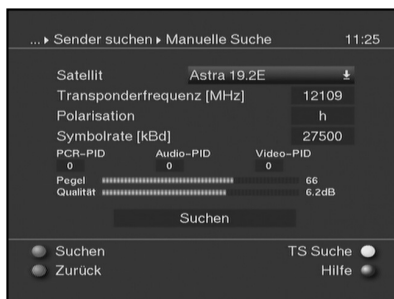 ... ▸ Sender suchen ▸ Manuelle Suche 11:25
Satellit Astra 19.2E
Transponderfrequenz [MHz] 12109
Polarisation h
Symbolrate [kBd] 27500
PCR-PID Audio-PID Video-PID
0 0 0
Pegel 66
Qualität 6.2dB
Suchen
Suchen TS Suche
Zurück Hilfe